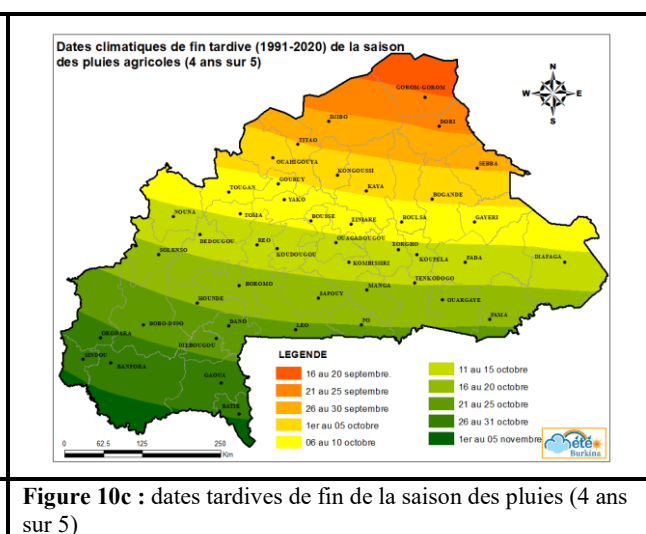 Dates climatiques de fin tardive (1991-2020) de la saison
des pluies agricoles (4 ans sur 5)
N
W
E
S
GOROM-GOROM
DJIBO
DORI
TITAO
OUAHIGOUYA
SEBBA
KONGOUSSI
GOURCY
KAYA
TOUGAN
YAKO
BOGANDE
NOUNA
TOMA
BOUSSE
ZINIARE
BOULSA
GAYERI
DEDOUGOU
REO
OUAGADOUGOU
ZORGHO
SOLENSO
KOUDOUGOU
KOMBISSIRI
KOUPELA
FADA
DIAPAGA
BOROMO
MANGA
TENKODOGO
HOUNDE
SAPOUY
OUARGAYE
BOBO-DISO
DANO
LEO
PO
PAMA
ORODARA
DIEBOUGOU
SINDOU
BANFORA
GAOUA
BATIE
LEGENDE
16 au 20 septembre.
21 au 25 septembre
26 au 30 septembre
1er au 05 octobre
06 au 10 octobre
11 au 15 octobre
16 au 20 octobre
21 au 25 octobre
26 au 31 octobre
1er au 05 novembre
0 62.5 125 250
Km
Météo
Burkina
Figure 10c : dates tardives de fin de la saison des pluies (4 ans
sur 5)